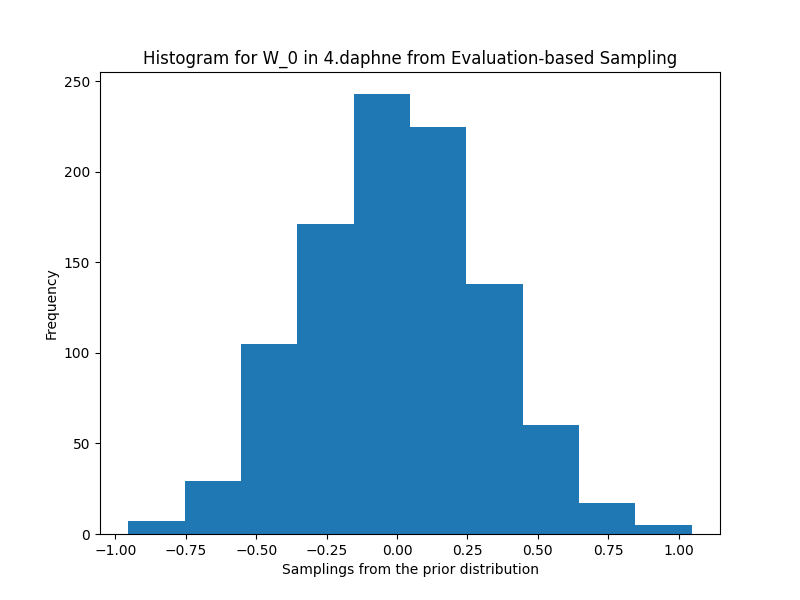 Histogram for W_0 in 4.daphne from Evaluation-based Sampling
250
200
150
100
50
0
Frequency
−1.00 −0.75 −0.50 −0.25 0.00 0.25 0.50 0.75 1.00
Samplings from the prior distribution